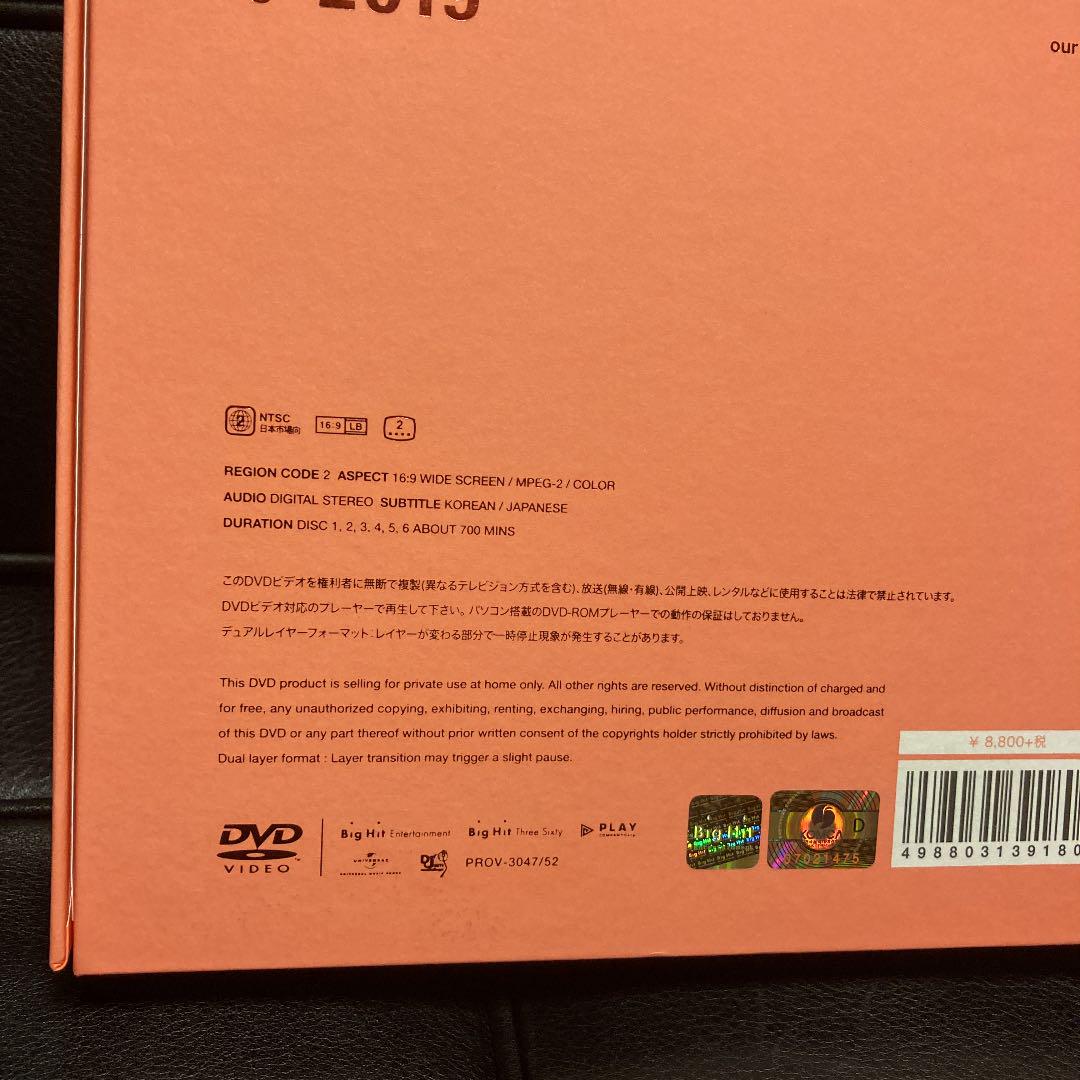 2019
our
2 NTSC
日本市場向
16:9 LB
2
REGION CODE 2 ASPECT 16:9 WIDE SCREEN / MPEG-2 / COLOR
AUDIO DIGITAL STEREO SUBTITLE KOREAN / JAPANESE
DURATION DISC 1, 2, 3, 4, 5, 6 ABOUT 700 MINS
このDVDビデオを権利者に無断で複製(異なるテレビジョン方式を含む)、放送(無線・有線)、公開上映、レンタルなどに使用することは法律で禁止されています。
DVDビデオ対応のプレーヤーで再生して下さい。パソコン搭載のDVD-ROMプレーヤーでの動作の保証はしておりません。
デュアルレイヤーフォーマット:レイヤーが変わる部分で一時停止現象が発生することがあります。
This DVD product is selling for private use at home only. All other rights are reserved. Without distinction of charged and
for free, any unauthorized copying, exhibiting, renting, exchanging, hiring, public performance, diffusion and broadcast
of this DVD or any part thereof without prior written consent of the copyrights holder strictly prohibited by laws.
Dual layer format : Layer transition may trigger a slight pause.
¥ 8,800+税
498803139180
DVD VIDEO
BigHit Entertainment
BigHit Three Sixty
PLAY COMPANY
UNIVERSAL
UNIVERSAL MUSIC GROUP
Def Jam
PROV-3047/52
BigHit
KOREA
D
07021475